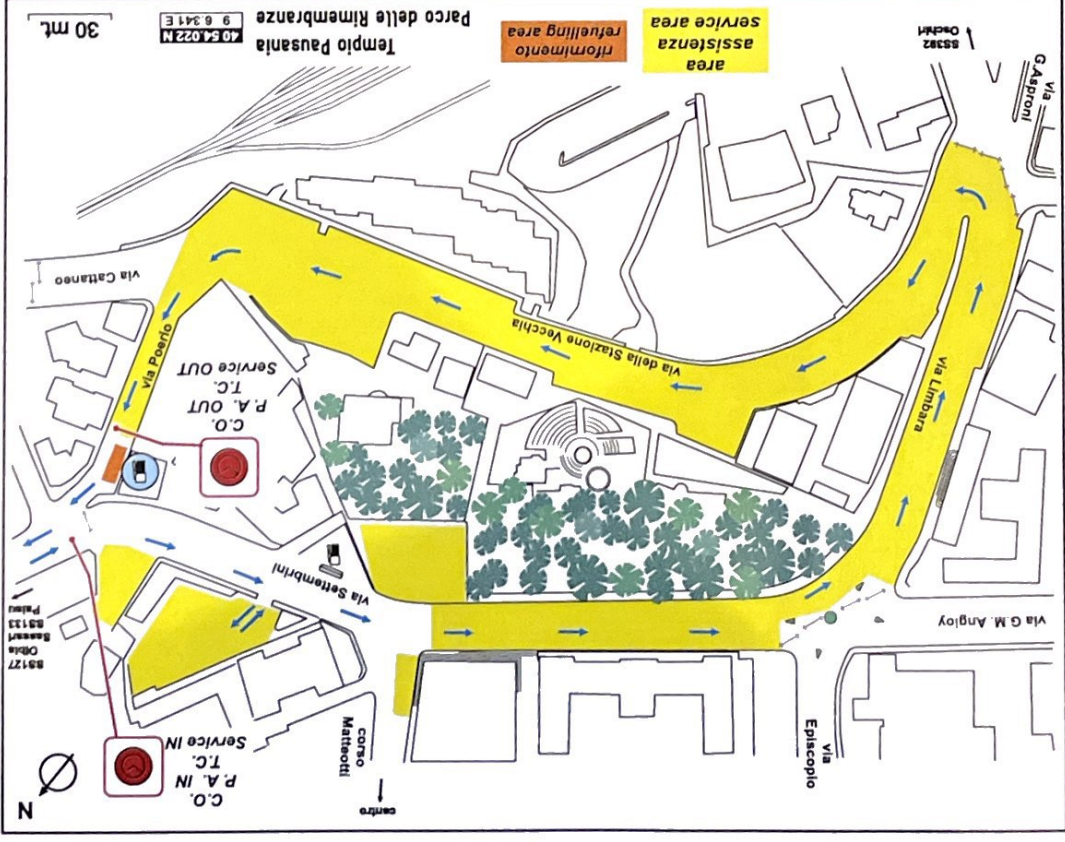 N
centro
C.O.
P.A. IN
T.C.
Service IN
corso
Matteotti
via
Episcopio
via G.M. Angioy
via Settembrini
SS127
Olbia
Sassari
SS133
Palau
via Limbara
C.O.
P.A. OUT
T.C.
Service OUT
via Poerio
via della Stazione Vecchia
via Cattaneo
via
G.Asproni
SS392
Oschiri
area
assistenza
service area
rifornimento
refuelling area
Tempio Pausania
Parco delle Rimembranze
40 54.022 N
9 6.341 E
30 mt.